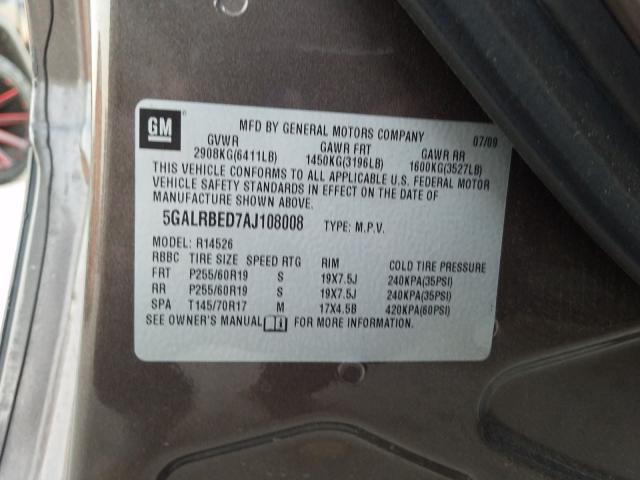 GM
MFD BY GENERAL MOTORS COMPANY 07/09
GVWR GAWR FRT GAWR RR
2908KG(6411LB) 1450KG(3196LB) 1600KG(3527LB)
THIS VEHICLE CONFORMS TO ALL APPLICABLE U.S. FEDERAL MOTOR
VEHICLE SAFETY STANDARDS IN EFFECT ON THE DATE OF
MANUFACTURE SHOWN ABOVE.
5GALRBED7AJ108008 TYPE: M.P.V.
MODEL: R14526
RBBC TIRE SIZE SPEED RTG RIM COLD TIRE PRESSURE
FRT P255/60R19 S 19X7.5J 240KPA(35PSI)
RR P255/60R19 S 19X7.5J 240KPA(35PSI)
SPA T145/70R17 M 17X4.5B 420KPA(60PSI)
SEE OWNER'S MANUAL FOR MORE INFORMATION.